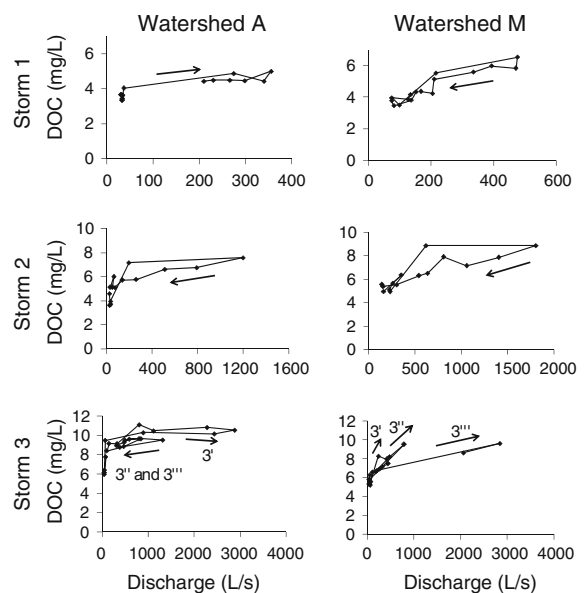 Watershed A
Watershed M
Storm 1
DOC (mg/L)
6
4
2
0
0 100 200 300 400
DOC (mg/L)
6
4
2
0
0 200 400 600
Storm 2
DOC (mg/L)
10
8
6
4
2
0
0 400 800 1200 1600
10
8
6
4
2
0
0 500 1000 1500 2000
Storm 3
DOC (mg/L)
12
10
8
6
4
2
0
3'
3" and 3'''
0 1000 2000 3000 4000
Discharge (L/s)
12
10
8
6
4
2
0
3' 3" 3'''
0 1000 2000 3000 4000
Discharge (L/s)